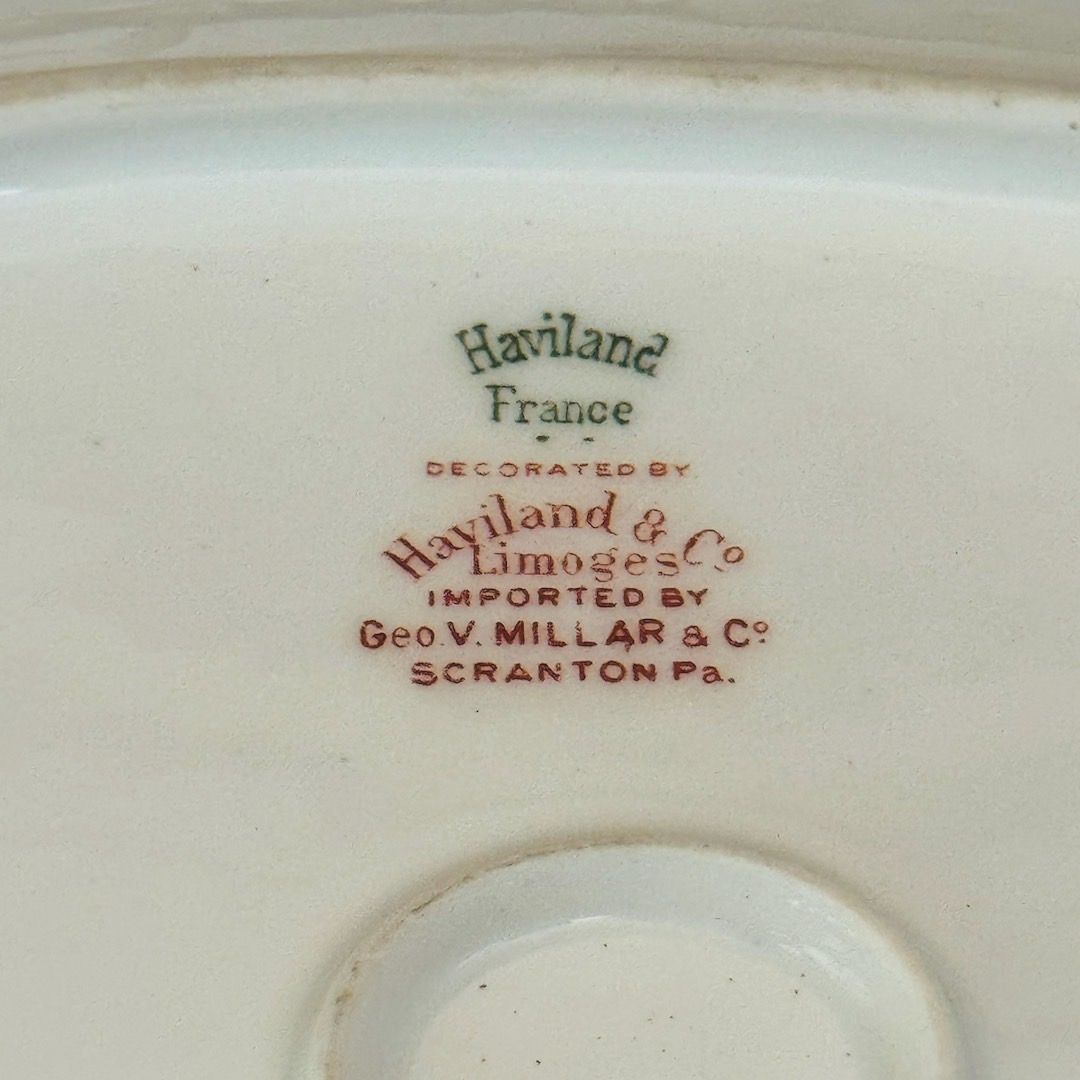 Haviland
France
DECORATED BY
Haviland & Cº
Limoges
IMPORTED BY
Geo. V. MILLAR & Cº
SCRANTON Pa.